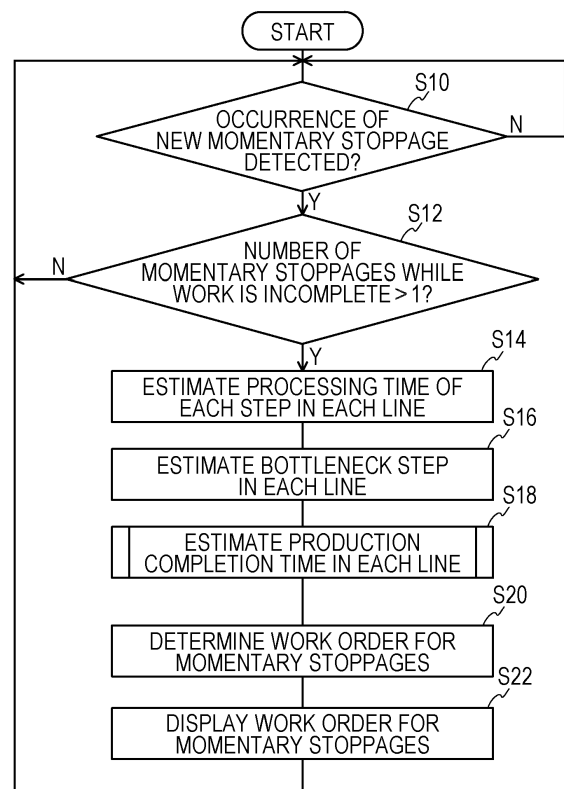 START
S10
OCCURRENCE OF
NEW MOMENTARY STOPPAGE
DETECTED?
N
Y
S12
NUMBER OF
MOMENTARY STOPPAGES WHILE
WORK IS INCOMPLETE > 1?
N
Y
S14
ESTIMATE PROCESSING TIME OF
EACH STEP IN EACH LINE
S16
ESTIMATE BOTTLENECK STEP
IN EACH LINE
S18
ESTIMATE PRODUCTION
COMPLETION TIME IN EACH LINE
S20
DETERMINE WORK ORDER FOR
MOMENTARY STOPPAGES
S22
DISPLAY WORK ORDER FOR
MOMENTARY STOPPAGES